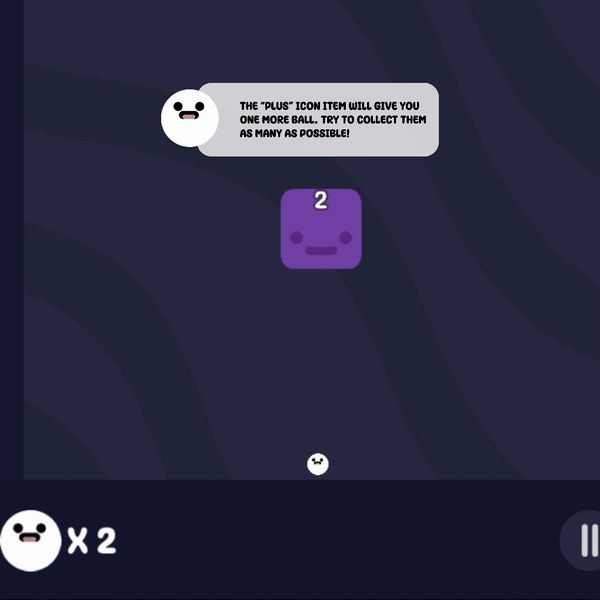 THE "PLUS" ICON ITEM WILL GIVE YOU
ONE MORE BALL. TRY TO COLLECT THEM
AS MANY AS POSSIBLE!
2
X 2